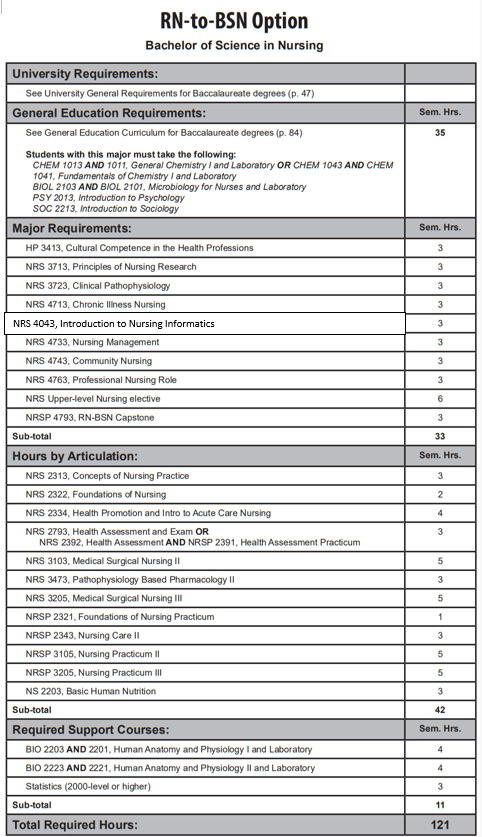 RN-to-BSN Option
Bachelor of Science in Nursing
University Requirements:
See University General Requirements for Baccalaureate degrees (p. 47)
General Education Requirements: Sem. Hrs.
See General Education Curriculum for Baccalaureate degrees (p. 84) 35
Students with this major must take the following:
CHEM 1013 AND 1011, General Chemistry I and Laboratory OR CHEM 1043 AND CHEM
1041, Fundamentals of Chemistry I and Laboratory
BIOL 2103 AND BIOL 2101, Microbiology for Nurses and Laboratory
PSY 2013, Introduction to Psychology
SOC 2213, Introduction to Sociology
Major Requirements: Sem. Hrs.
HP 3413, Cultural Competence in the Health Professions 3
NRS 3713, Principles of Nursing Research 3
NRS 3723, Clinical Pathophysiology 3
NRS 4713, Chronic Illness Nursing 3
NRS 4043, Introduction to Nursing Informatics 3
NRS 4733, Nursing Management 3
NRS 4743, Community Nursing 3
NRS 4763, Professional Nursing Role 3
NRS Upper-level Nursing elective 6
NRSP 4793, RN-BSN Capstone 3
Sub-total 33
Hours by Articulation: Sem. Hrs.
NRS 2313, Concepts of Nursing Practice 3
NRS 2322, Foundations of Nursing 2
NRS 2334, Health Promotion and Intro to Acute Care Nursing 4
NRS 2793, Health Assessment and Exam OR 3
NRS 2392, Health Assessment AND NRSP 2391, Health Assessment Practicum
NRS 3103, Medical Surgical Nursing II 5
NRS 3473, Pathophysiology Based Pharmacology II 3
NRS 3205, Medical Surgical Nursing III 5
NRSP 2321, Foundations of Nursing Practicum 1
NRSP 2343, Nursing Care II 3
NRSP 3105, Nursing Practicum II 5
NRSP 3205, Nursing Practicum III 5
NS 2203, Basic Human Nutrition 3
Sub-total 42
Required Support Courses: Sem. Hrs.
BIO 2203 AND 2201, Human Anatomy and Physiology I and Laboratory 4
BIO 2223 AND 2221, Human Anatomy and Physiology II and Laboratory 4
Statistics (2000-level or higher) 3
Sub-total 11
Total Required Hours: 121